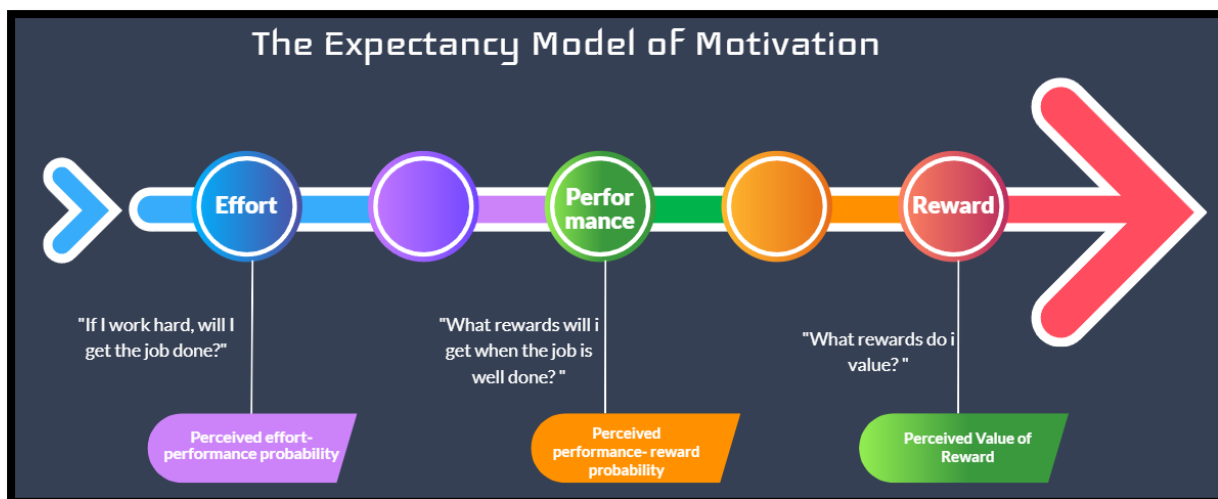 The Expectancy Model of Motivation
Effort
Perfor
mance
Reward
"If I work hard, will I
get the job done?"
"What rewards will i
get when the job is
well done? "
"What rewards do i
value? "
Perceived effort-
performance probability
Perceived
performance- reward
probability
Perceived Value of
Reward